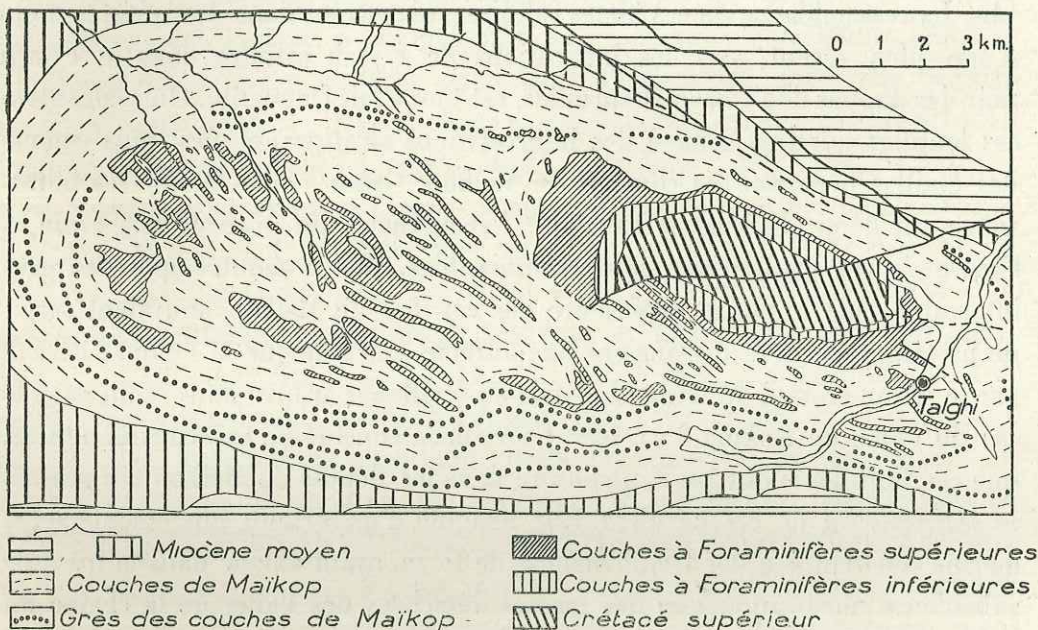 0 1 2 3 km.
Talghi
Miocène moyen
Couches de Maïkop
Grès des couches de Maïkop
Couches à Foraminifères supérieures
Couches à Foraminifères inférieures
Crétacé supérieur